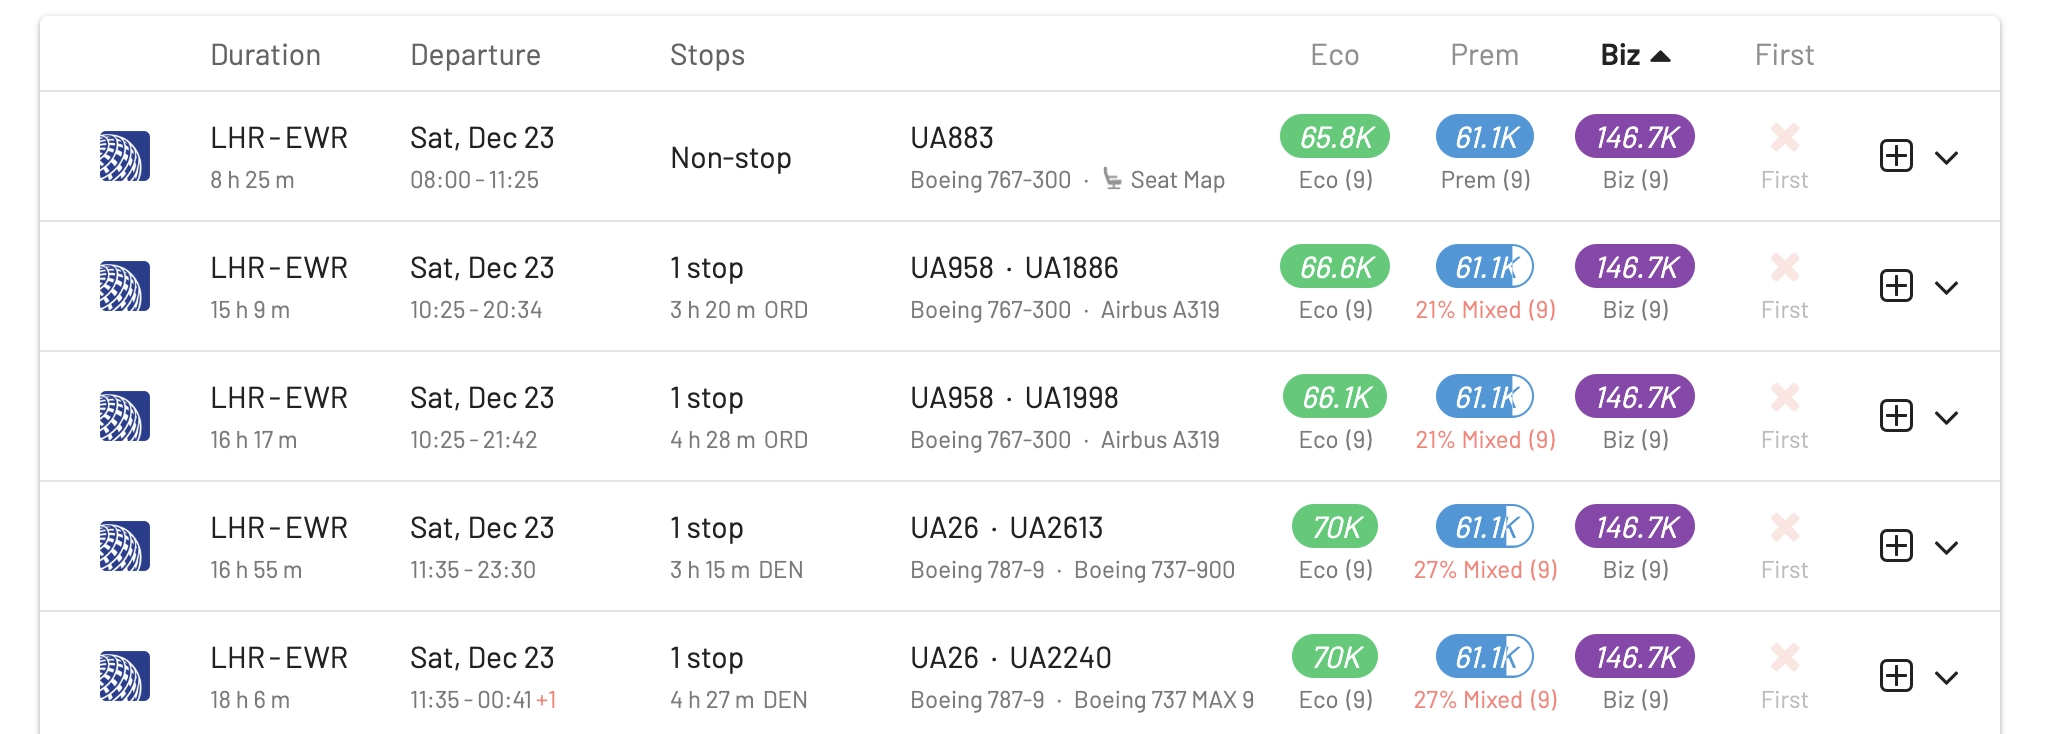 Duration Departure Stops Eco Prem Biz First
LHR - EWR Sat, Dec 23 Non-stop UA883 65.8K 61.1K 146.7K
8 h 25 m 08:00 - 11:25 Boeing 767-300 · Seat Map Eco (9) Prem (9) Biz (9) First
LHR - EWR Sat, Dec 23 1 stop UA958 · UA1886 66.6K 61.1K 146.7K
15 h 9 m 10:25 - 20:34 3 h 20 m ORD Boeing 767-300 · Airbus A319 Eco (9) 21% Mixed (9) Biz (9) First
LHR - EWR Sat, Dec 23 1 stop UA958 · UA1998 66.1K 61.1K 146.7K
16 h 17 m 10:25 - 21:42 4 h 28 m ORD Boeing 767-300 · Airbus A319 Eco (9) 21% Mixed (9) Biz (9) First
LHR - EWR Sat, Dec 23 1 stop UA26 · UA2613 70K 61.1K 146.7K
16 h 55 m 11:35 - 23:30 3 h 15 m DEN Boeing 787-9 · Boeing 737-900 Eco (9) 27% Mixed (9) Biz (9) First
LHR - EWR Sat, Dec 23 1 stop UA26 · UA2240 70K 61.1K 146.7K
18 h 6 m 11:35 - 00:41 +1 4 h 27 m DEN Boeing 787-9 · Boeing 737 MAX 9 Eco (9) 27% Mixed (9) Biz (9) First